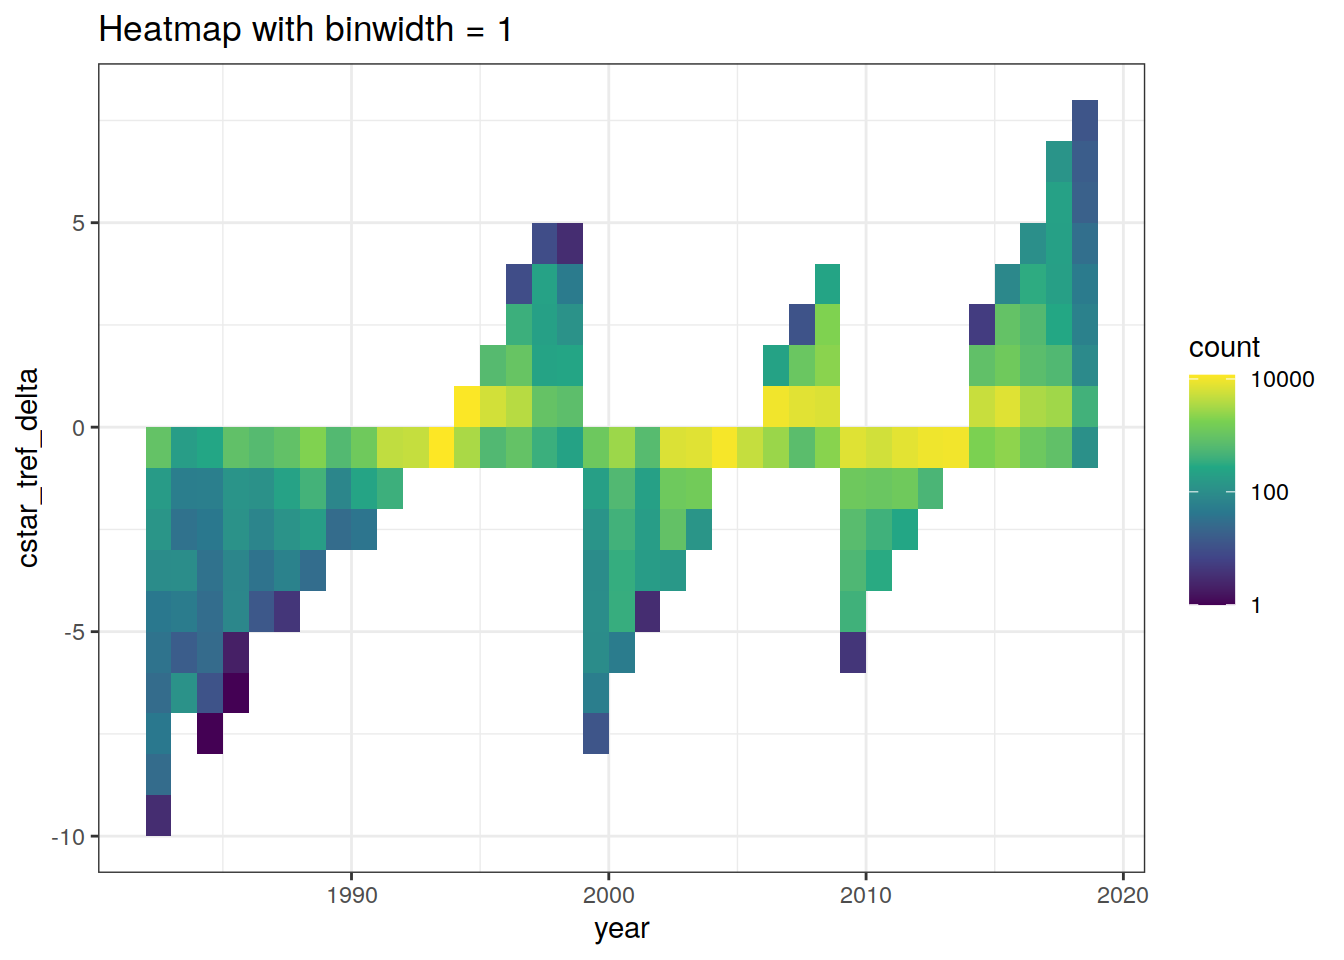 Heatmap with binwidth = 1
cstar_tref_delta
5
0
-5
-10
1990
2000
2010
2020
year
count
10000
100
1